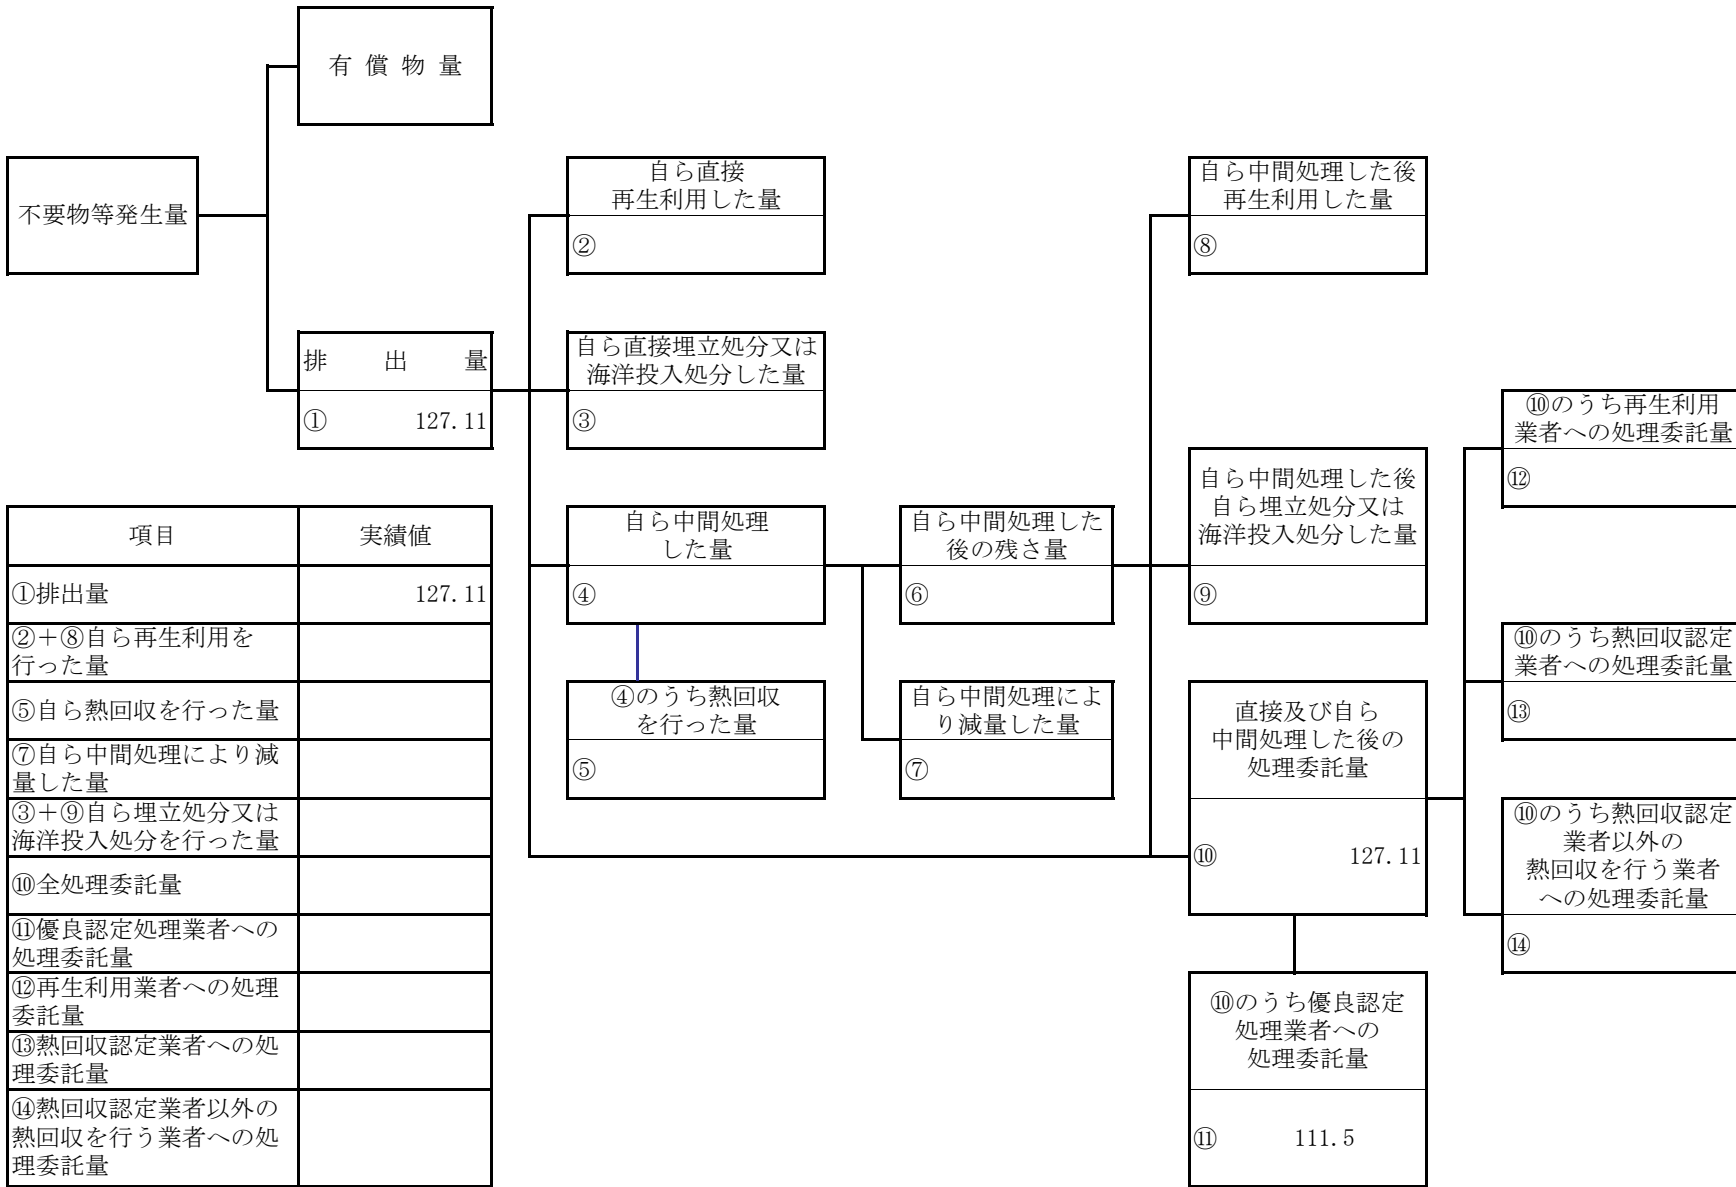 有 償 物 量
不要物等発生量
自ら直接
再生利用した量
②
自ら中間処理した後
再生利用した量
⑧
排 出 量
① 127.11
自ら直接埋立処分又は
海洋投入処分した量
③
⑩のうち再生利用
業者への処理委託量
⑫
自ら中間処理した後
自ら埋立処分又は
海洋投入処分した量
⑨
自ら中間処理
した量
④
自ら中間処理した
後の残さ量
⑥
⑩のうち熱回収認定
業者への処理委託量
⑬
④のうち熱回収
を行った量
⑤
自ら中間処理によ
り減量した量
⑦
直接及び自ら
中間処理した後の
処理委託量
⑩ 127.11
⑩のうち熱回収認定
業者以外の
熱回収を行う業者
への処理委託量
⑭
⑩のうち優良認定
処理業者への
処理委託量
⑪ 111.5
項目 実績値
①排出量 127.11
②＋⑧自ら再生利用を
行った量
⑤自ら熱回収を行った量
⑦自ら中間処理により減
量した量
③＋⑨自ら埋立処分又は
海洋投入処分を行った量
⑩全処理委託量
⑪優良認定処理業者への
処理委託量
⑫再生利用業者への処理
委託量
⑬熱回収認定業者への処
理委託量
⑭熱回収認定業者以外の
熱回収を行う業者への処
理委託量